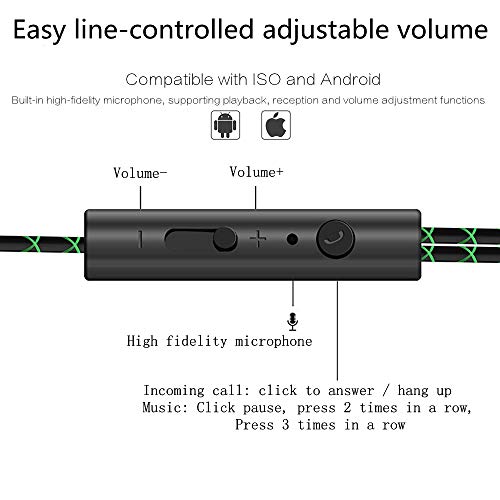 Easy line-controlled adjustable volume
Compatible with ISO and Android
Built-in high-fidelity microphone, supporting playback, reception and volume adjustment functions
Volume- Volume+
High fidelity microphone
Incoming call: click to answer / hang up
Music: Click pause, press 2 times in a row,
Press 3 times in a row